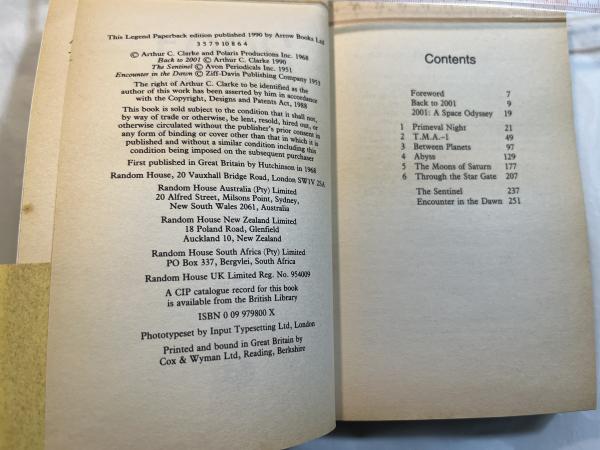 This Legend Paperback edition published 1990 by Arrow Books Ltd
3 5 7 9 10 8 6 4
© Arthur C. Clarke and Polaris Productions Inc. 1968
Back to 2001 © Arthur C. Clarke 1990
The Sentinel © Avon Periodicals Inc. 1951
Encounter in the Dawn © Ziff-Davis Publishing Company 1953
The right of Arthur C. Clarke to be identified as the
author of this work has been asserted by him in accordance
with the Copyright, Designs and Patents Act, 1988
This book is sold subject to the condition that it shall not,
by way of trade or otherwise, be lent, resold, hired out, or
otherwise circulated without the publisher's prior consent in
any form of binding or cover other than that in which it is
published and without a similar condition including this
condition being imposed on the subsequent purchaser
First published in Great Britain by Hutchinson in 1968
Random House, 20 Vauxhall Bridge Road, London SW1V 2SA
Random House Australia (Pty) Limited
20 Alfred Street, Milsons Point, Sydney,
New South Wales 2061, Australia
Random House New Zealand Limited
18 Poland Road, Glenfield
Auckland 10, New Zealand
Random House South Africa (Pty) Limited
PO Box 337, Bergvlei, South Africa
Random House UK Limited Reg. No. 954009
A CIP catalogue record for this book
is available from the British Library
ISBN 0 09 979800 X
Phototypeset by Input Typesetting Ltd, London
Printed and bound in Great Britain by
Cox & Wyman Ltd, Reading, Berkshire
Contents
Foreword 7
Back to 2001 9
2001: A Space Odyssey 19
1 Primeval Night 21
2 T.M.A.–1 49
3 Between Planets 97
4 Abyss 129
5 The Moons of Saturn 177
6 Through the Star Gate 207
The Sentinel 237
Encounter in the Dawn 251